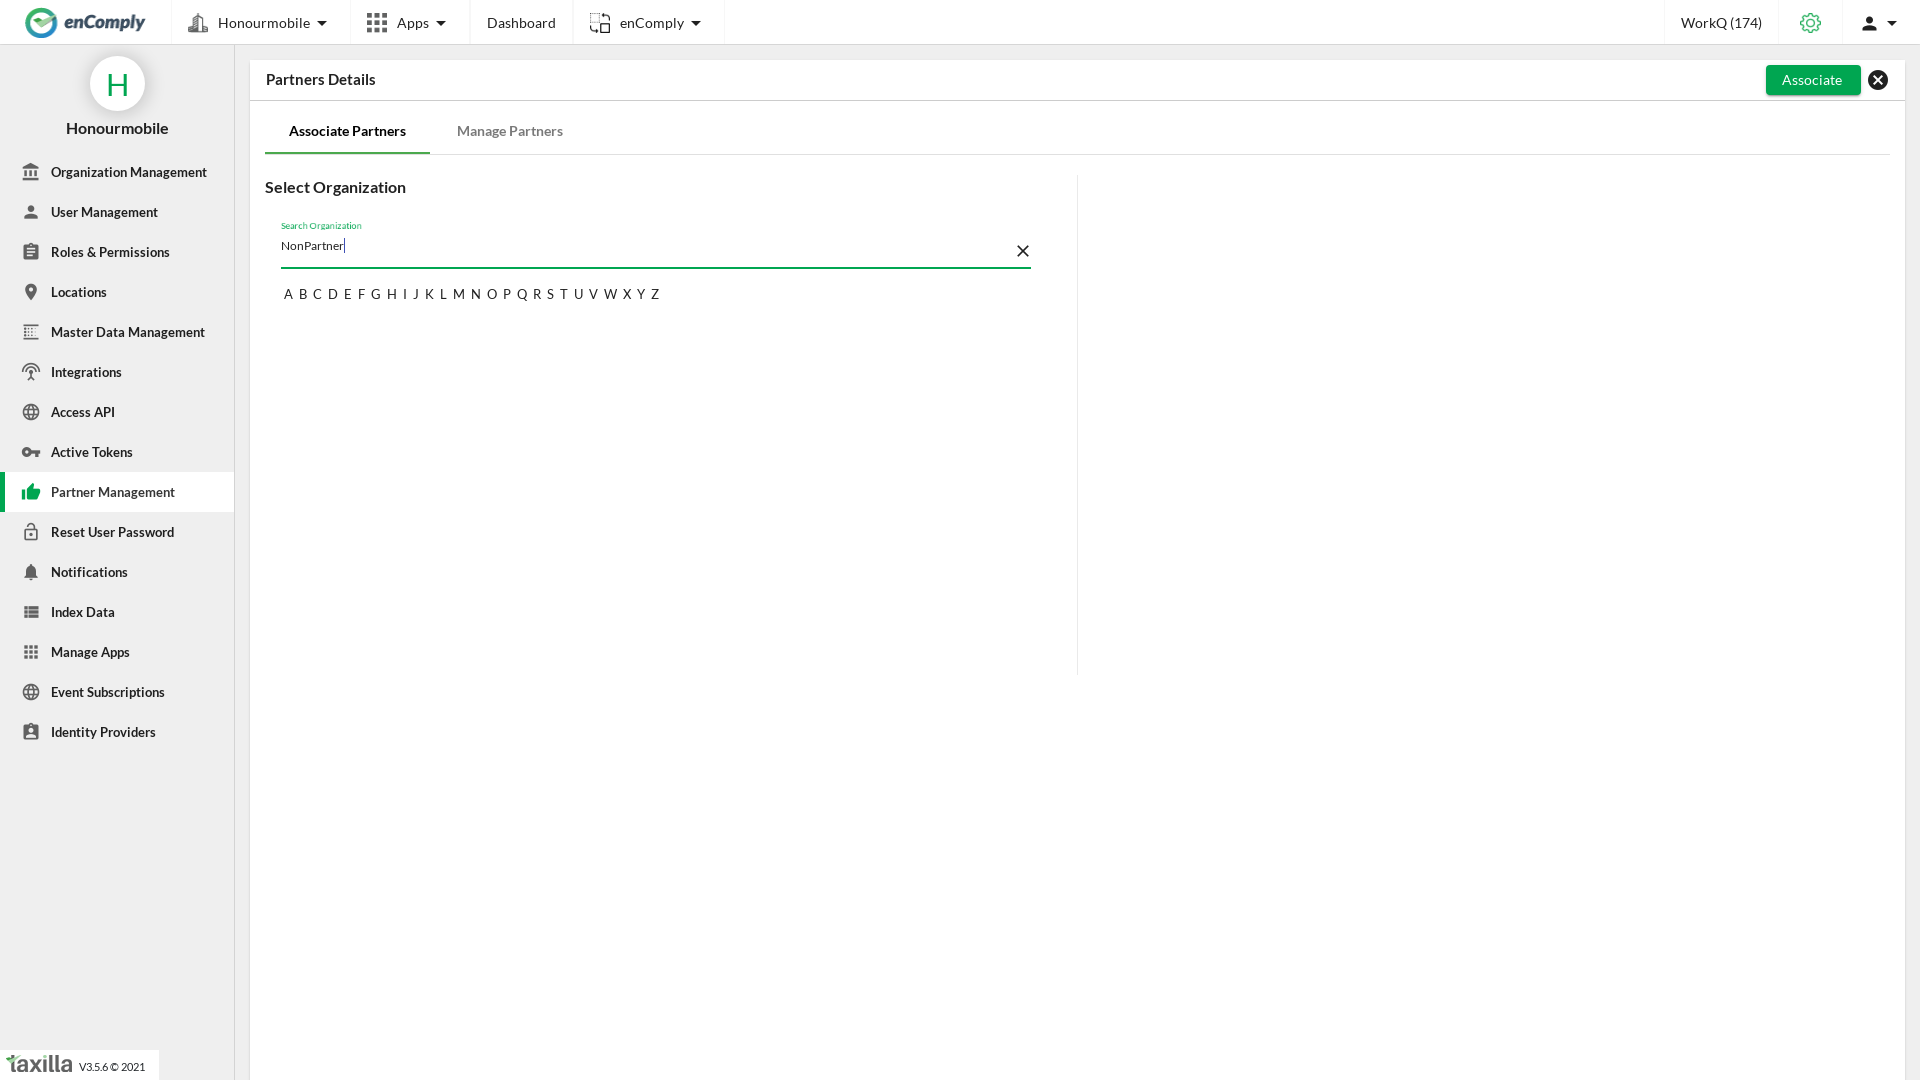 enComply
Honourmobile
Apps
Dashboard
enComply
WorkQ (174)
H
Honourmobile
Organization Management
User Management
Roles & Permissions
Locations
Master Data Management
Integrations
Access API
Active Tokens
Partner Management
Reset User Password
Notifications
Index Data
Manage Apps
Event Subscriptions
Identity Providers
taxilla V3.5.6 © 2021
Partners Details
Associate
Associate Partners
Manage Partners
Select Organization
Search Organization
NonPartner
A B C D E F G H I J K L M N O P Q R S T U V W X Y Z